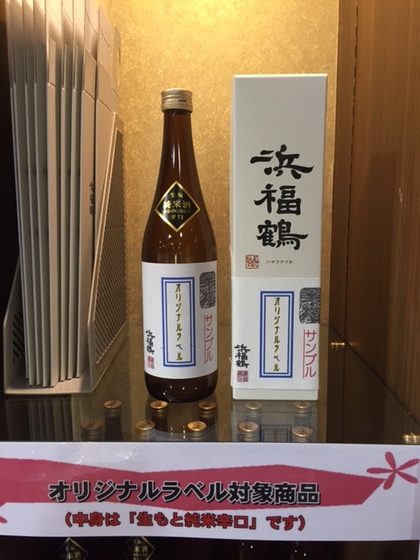 生酛
純米酒
辛口
オリジナルラベル
サンプル
浜福鶴
浜福鶴
ハマフクツル
オリジナルラベル
サンプル
浜福鶴
オリジナルラベル対象商品
(中身は「生もと純米辛口」です)